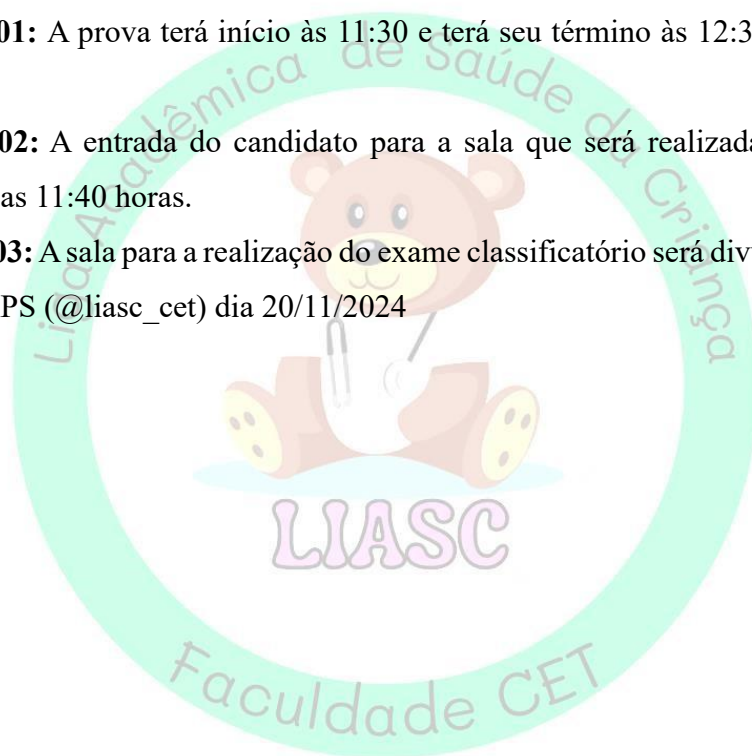 01: A prova terá início às 11:30 e terá seu término às 12:3
02: A entrada do candidato para a sala que será realizada
as 11:40 horas.
03: A sala para a realização do exame classificatório será div
PS (@liasc_cet) dia 20/11/2024
Liga Acadêmica de Saúde da Criança
LIASC
Faculdade CET